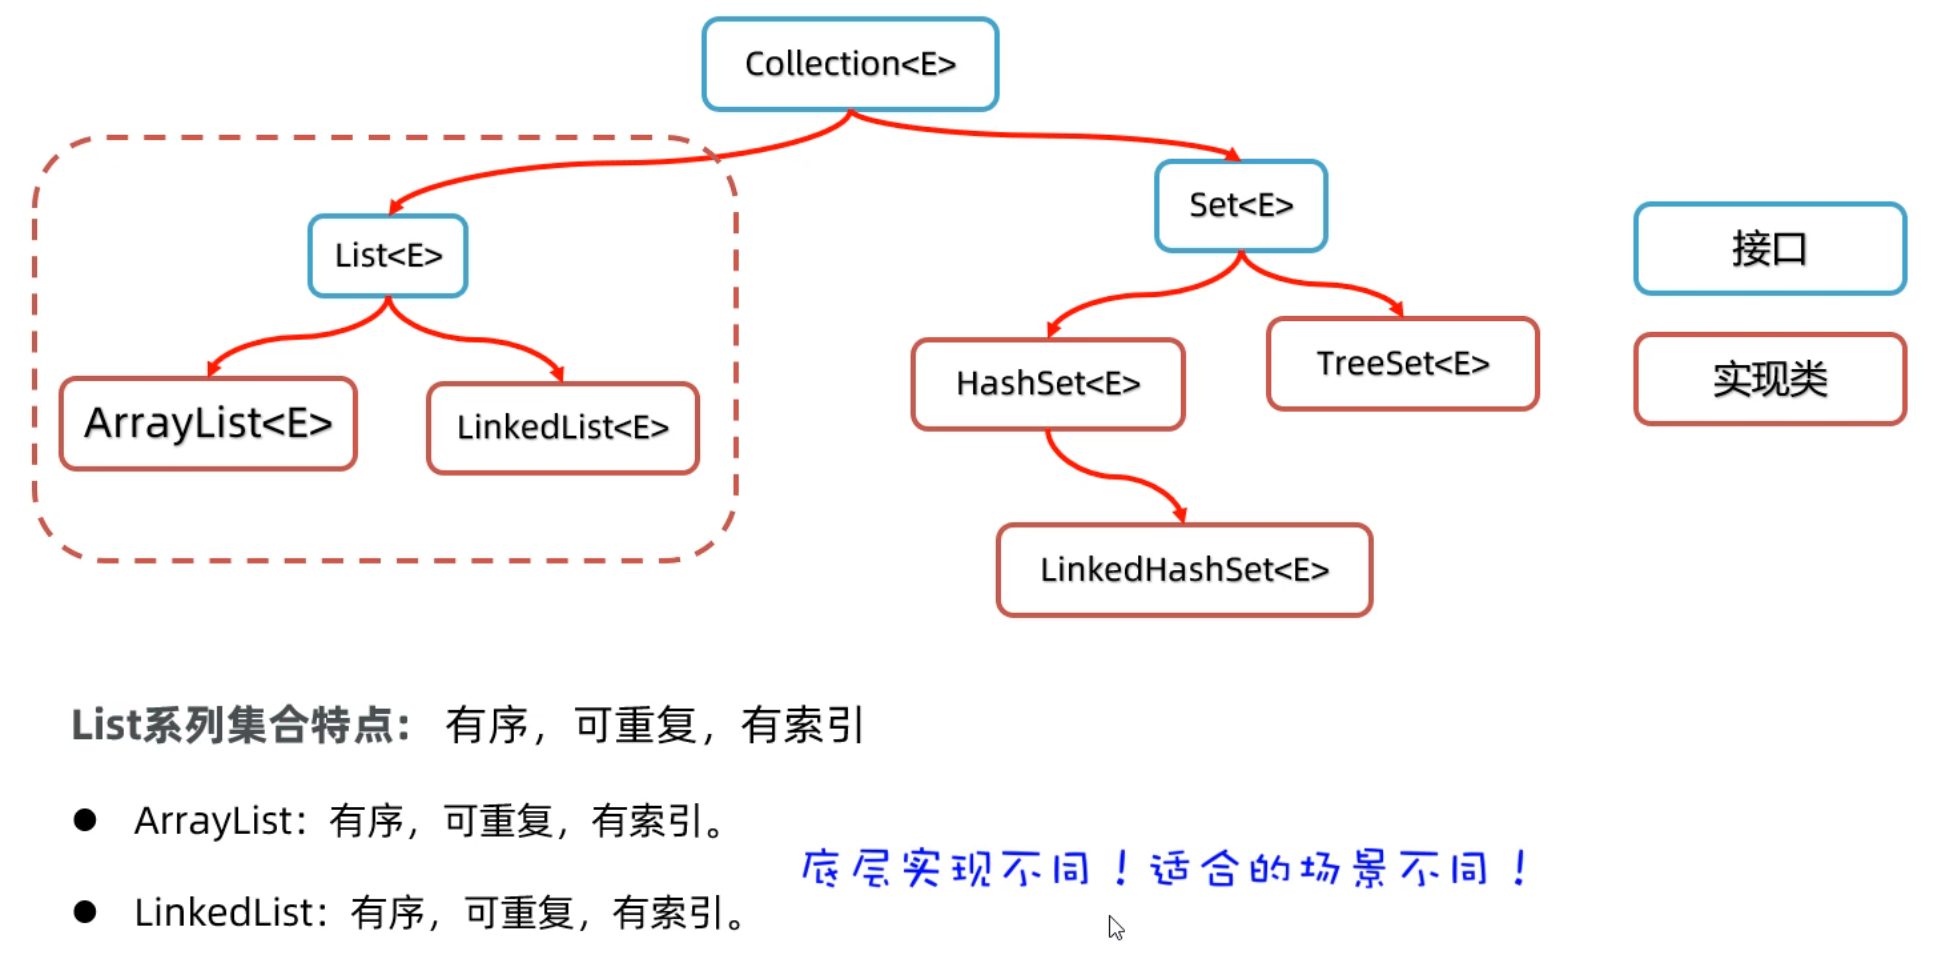 Collection<E>
List<E>
Set<E>
接口
ArrayList<E>
LinkedList<E>
HashSet<E>
TreeSet<E>
实现类
LinkedHashSet<E>
List系列集合特点： 有序，可重复，有索引
● ArrayList：有序，可重复，有索引。
底层实现不同！适合的场景不同！
● LinkedList：有序，可重复，有索引。